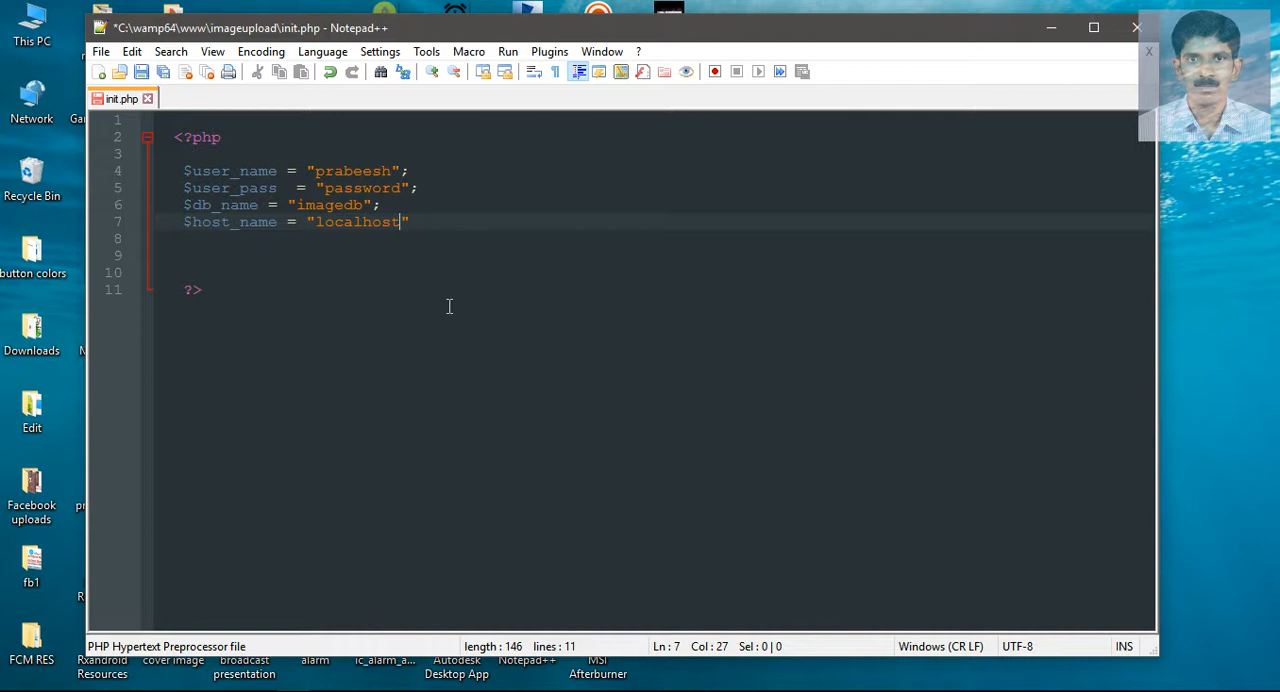 This PC
Network
Ga
Recycle Bin
button colors
Downloads
Edit
Facebook
uploads
fb1
FCM RES
*C:\wamp64\www\imageupload\init.php - Notepad++
File Edit Search View Encoding Language Settings Tools Macro Run Plugins Window ? X
init.php
1
2 <?php
3
4 $user_name = "prabeesh";
5 $user_pass  = "password";
6 $db_name = "imagedb";
7 $host_name = "localhost"
8
9
10
11 ?>
PHP Hypertext Preprocessor file length : 146 lines : 11 Ln : 7 Col : 27 Sel : 0 | 0 Windows (CR LF) UTF-8 INS
Rxandroid
Resources
cover image
broadcast
presentation
alarm
ic_alarm_a...
Autodesk
Desktop App
Notepad++
MSI
Afterburner